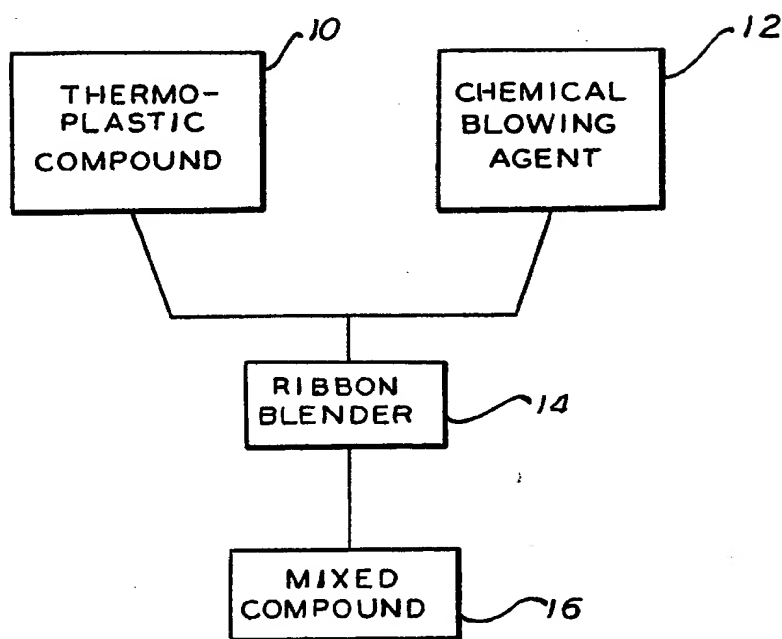 10
12
THERMO-
PLASTIC
COMPOUND
CHEMICAL
BLOWING
AGENT
RIBBON
BLENDER
14
MIXED
COMPOUND
16